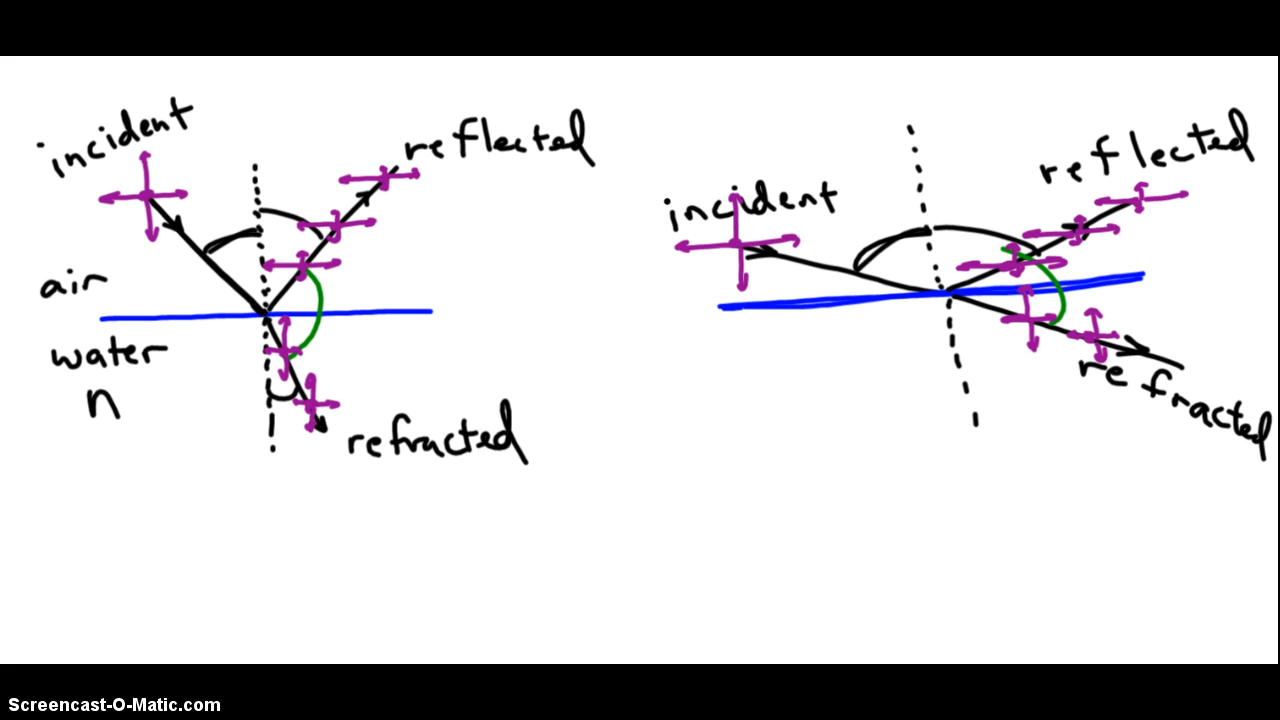 incident
reflected
air
water
n
refracted
incident
reflected
refracted
Screencast-O-Matic.com